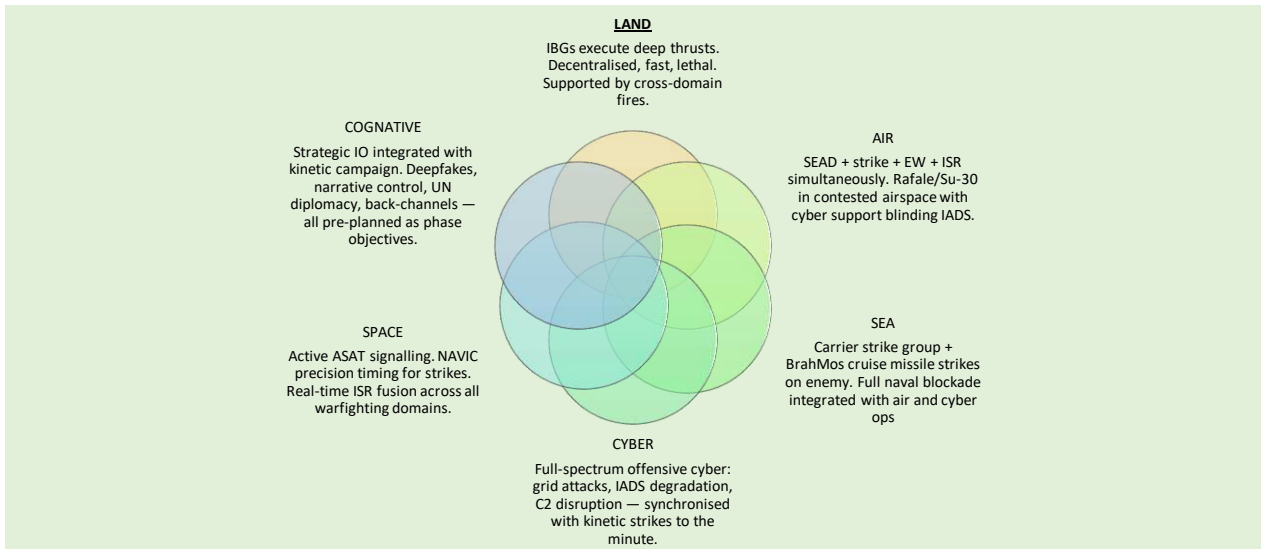 LAND
IBGs execute deep thrusts.
Decentralised, fast, lethal.
Supported by cross-domain
fires.
COGNATIVE
Strategic IO integrated with
kinetic campaign. Deepfakes,
narrative control, UN
diplomacy, back-channels —
all pre-planned as phase
objectives.
AIR
SEAD + strike + EW + ISR
simultaneously. Rafale/Su-30
in contested airspace with
cyber support blinding IADS.
SPACE
Active ASAT signalling. NAVIC
precision timing for strikes.
Real-time ISR fusion across all
warfighting domains.
SEA
Carrier strike group +
BrahMos cruise missile strikes
on enemy. Full naval blockade
integrated with air and cyber
ops
CYBER
Full-spectrum offensive cyber:
grid attacks, IADS degradation,
C2 disruption — synchronised
with kinetic strikes to the
minute.